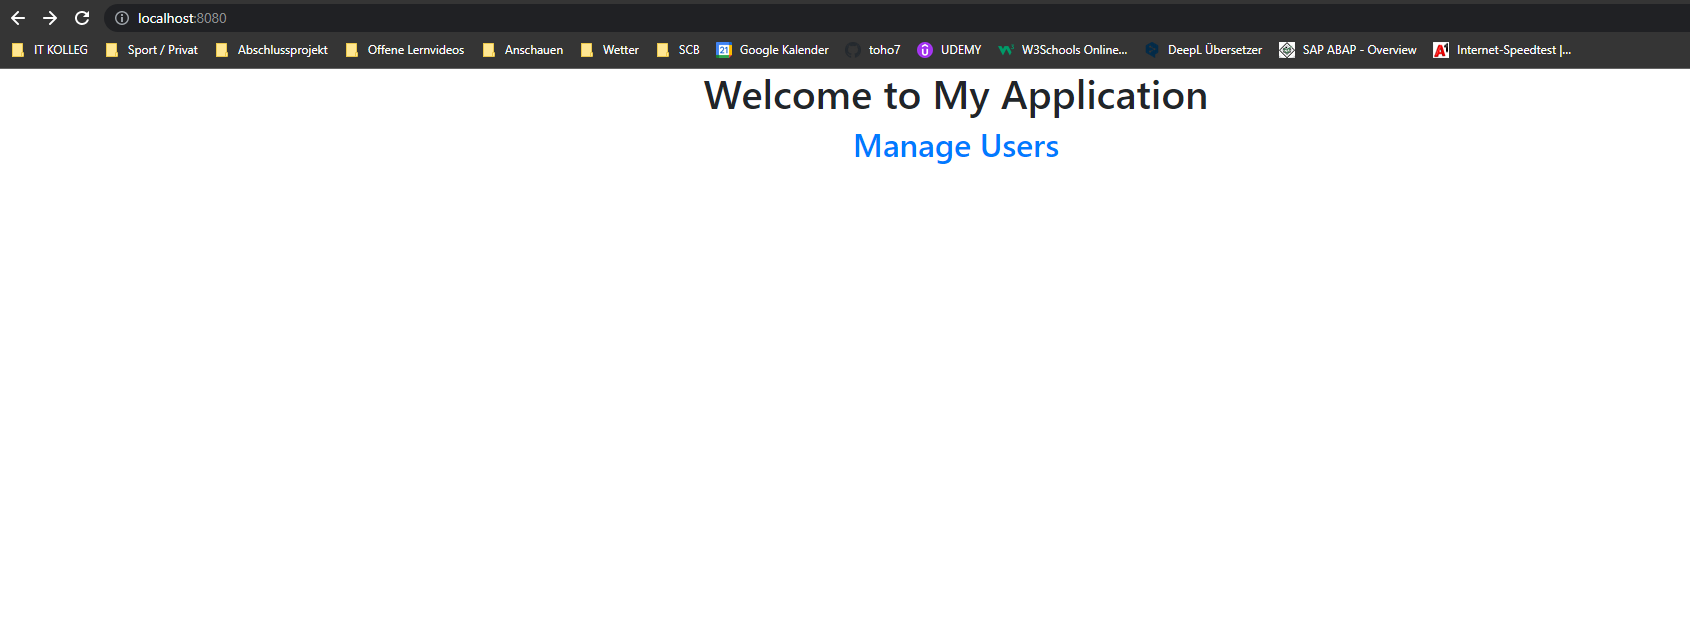 localhost:8080
IT KOLLEG Sport / Privat Abschlussprojekt Offene Lernvideos Anschauen Wetter SCB 21 Google Kalender toho7 UDEMY W3Schools Online... DeepL Übersetzer SAP ABAP - Overview Internet-Speedtest |...
Welcome to My Application
Manage Users